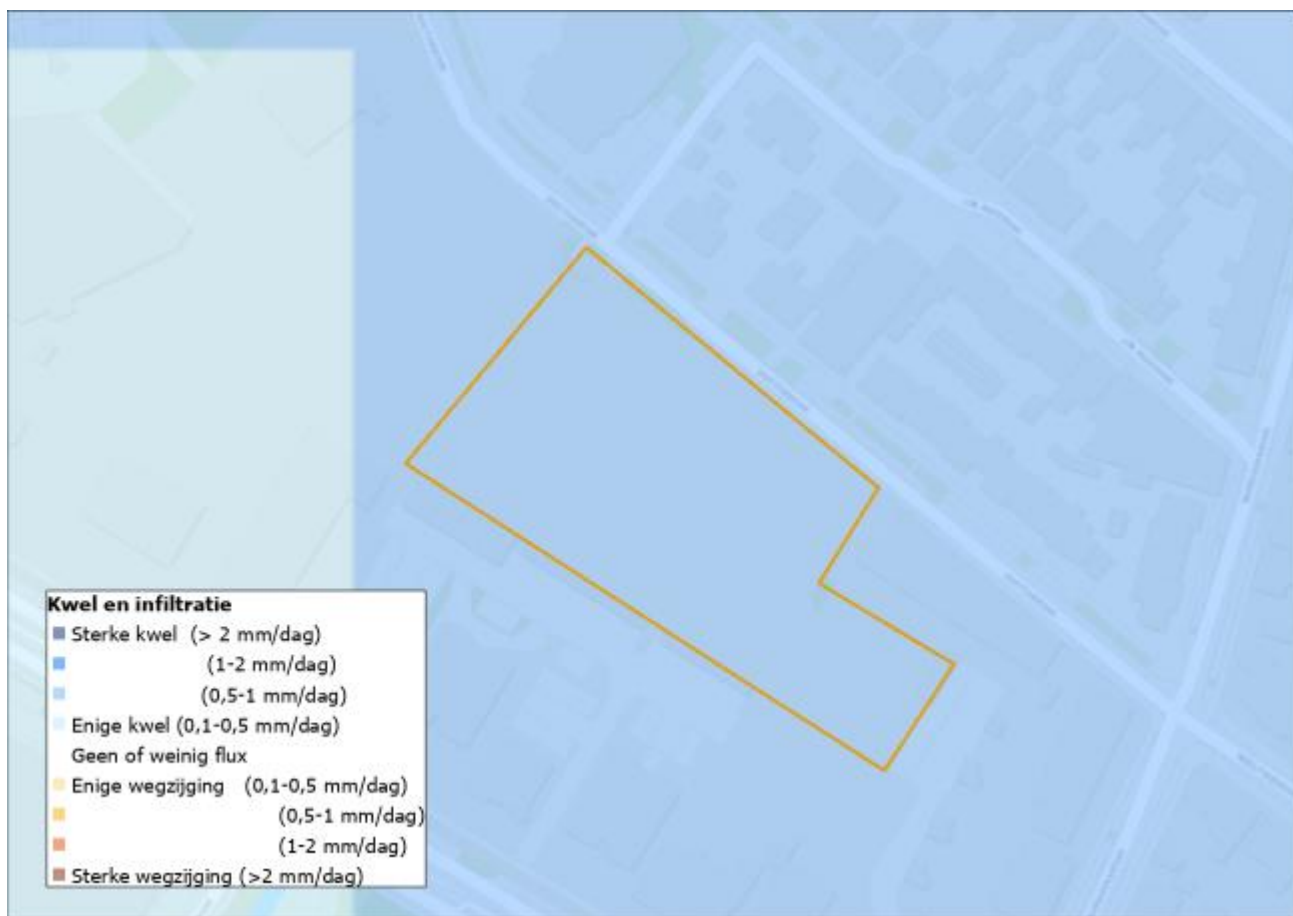 Kwel en infiltratie
Sterke kwel (> 2 mm/dag)
(1-2 mm/dag)
(0,5-1 mm/dag)
Enige kwel (0,1-0,5 mm/dag)
Geen of weinig flux
Enige wegzijging (0,1-0,5 mm/dag)
(0,5-1 mm/dag)
(1-2 mm/dag)
Sterke wegzijging (>2 mm/dag)